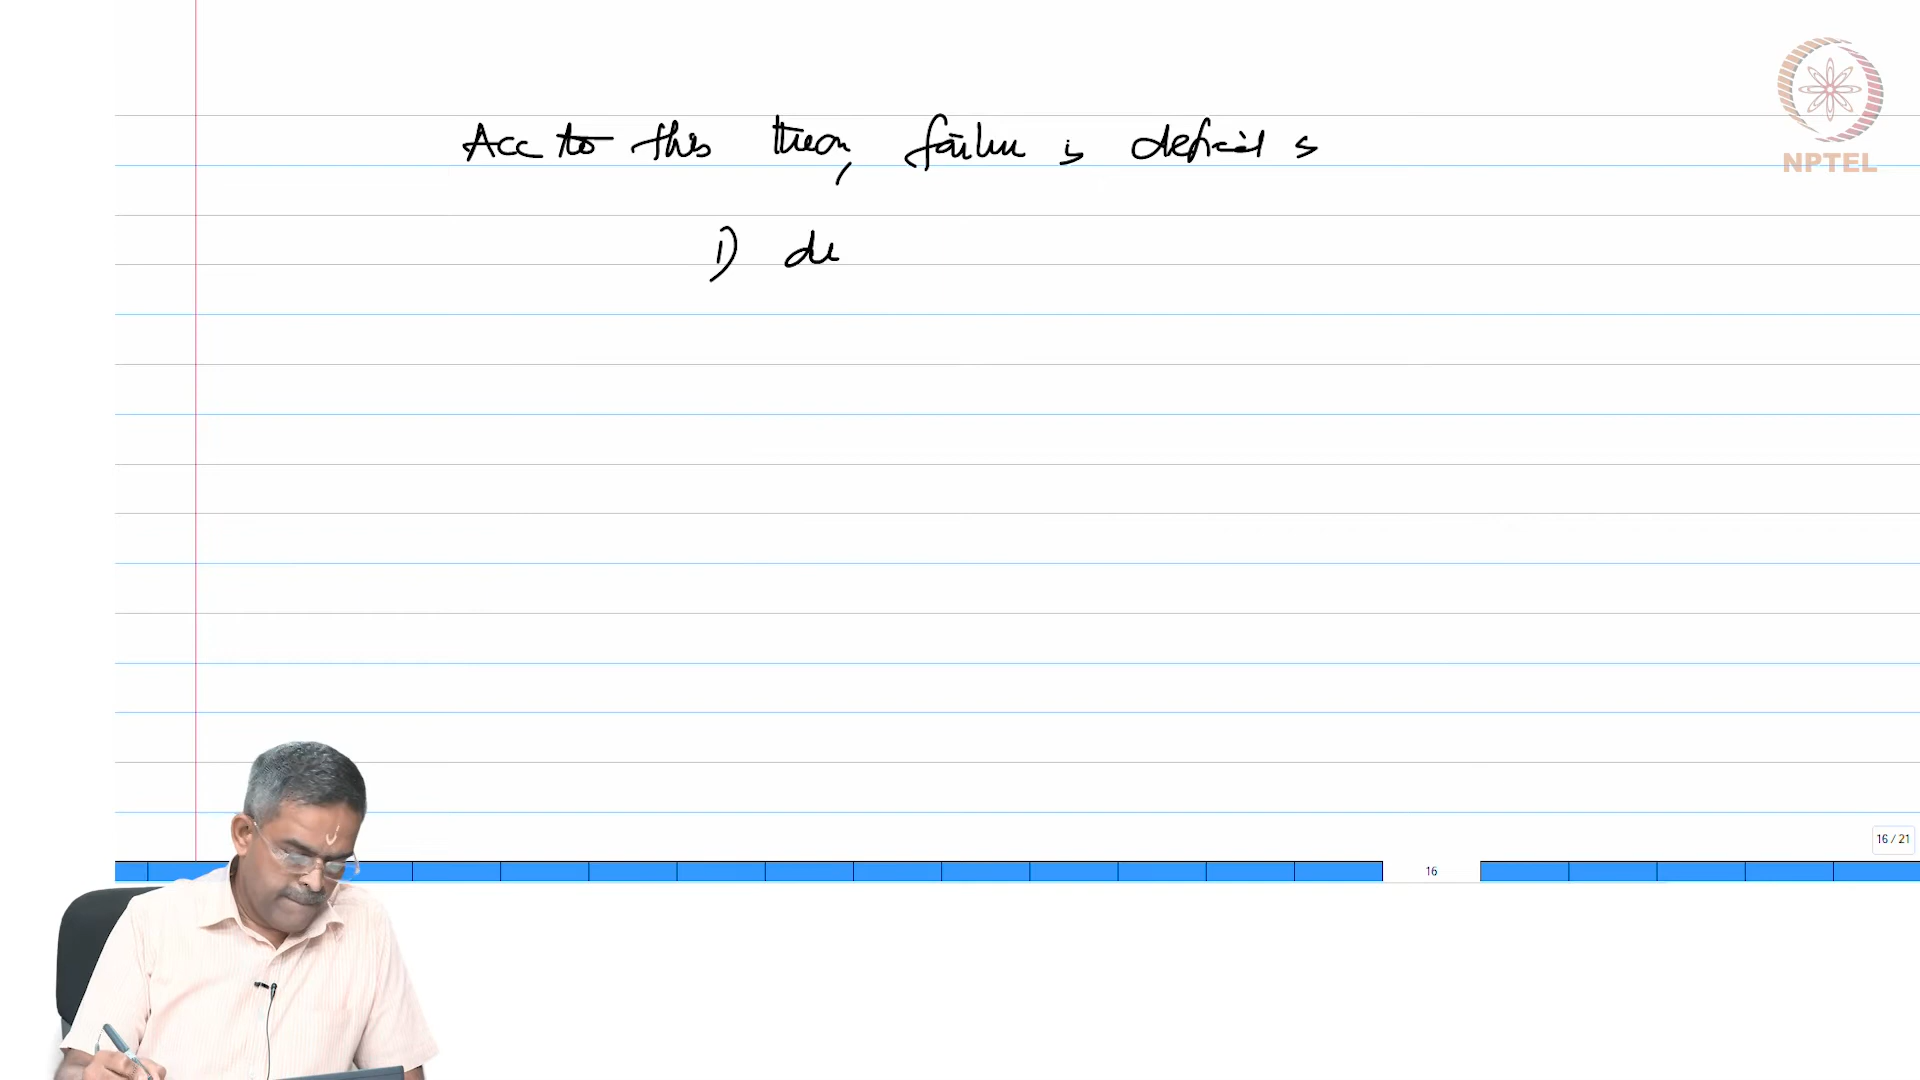 Acc to this theory, failure is defined as
1) de
NPTEL
16 / 21
16